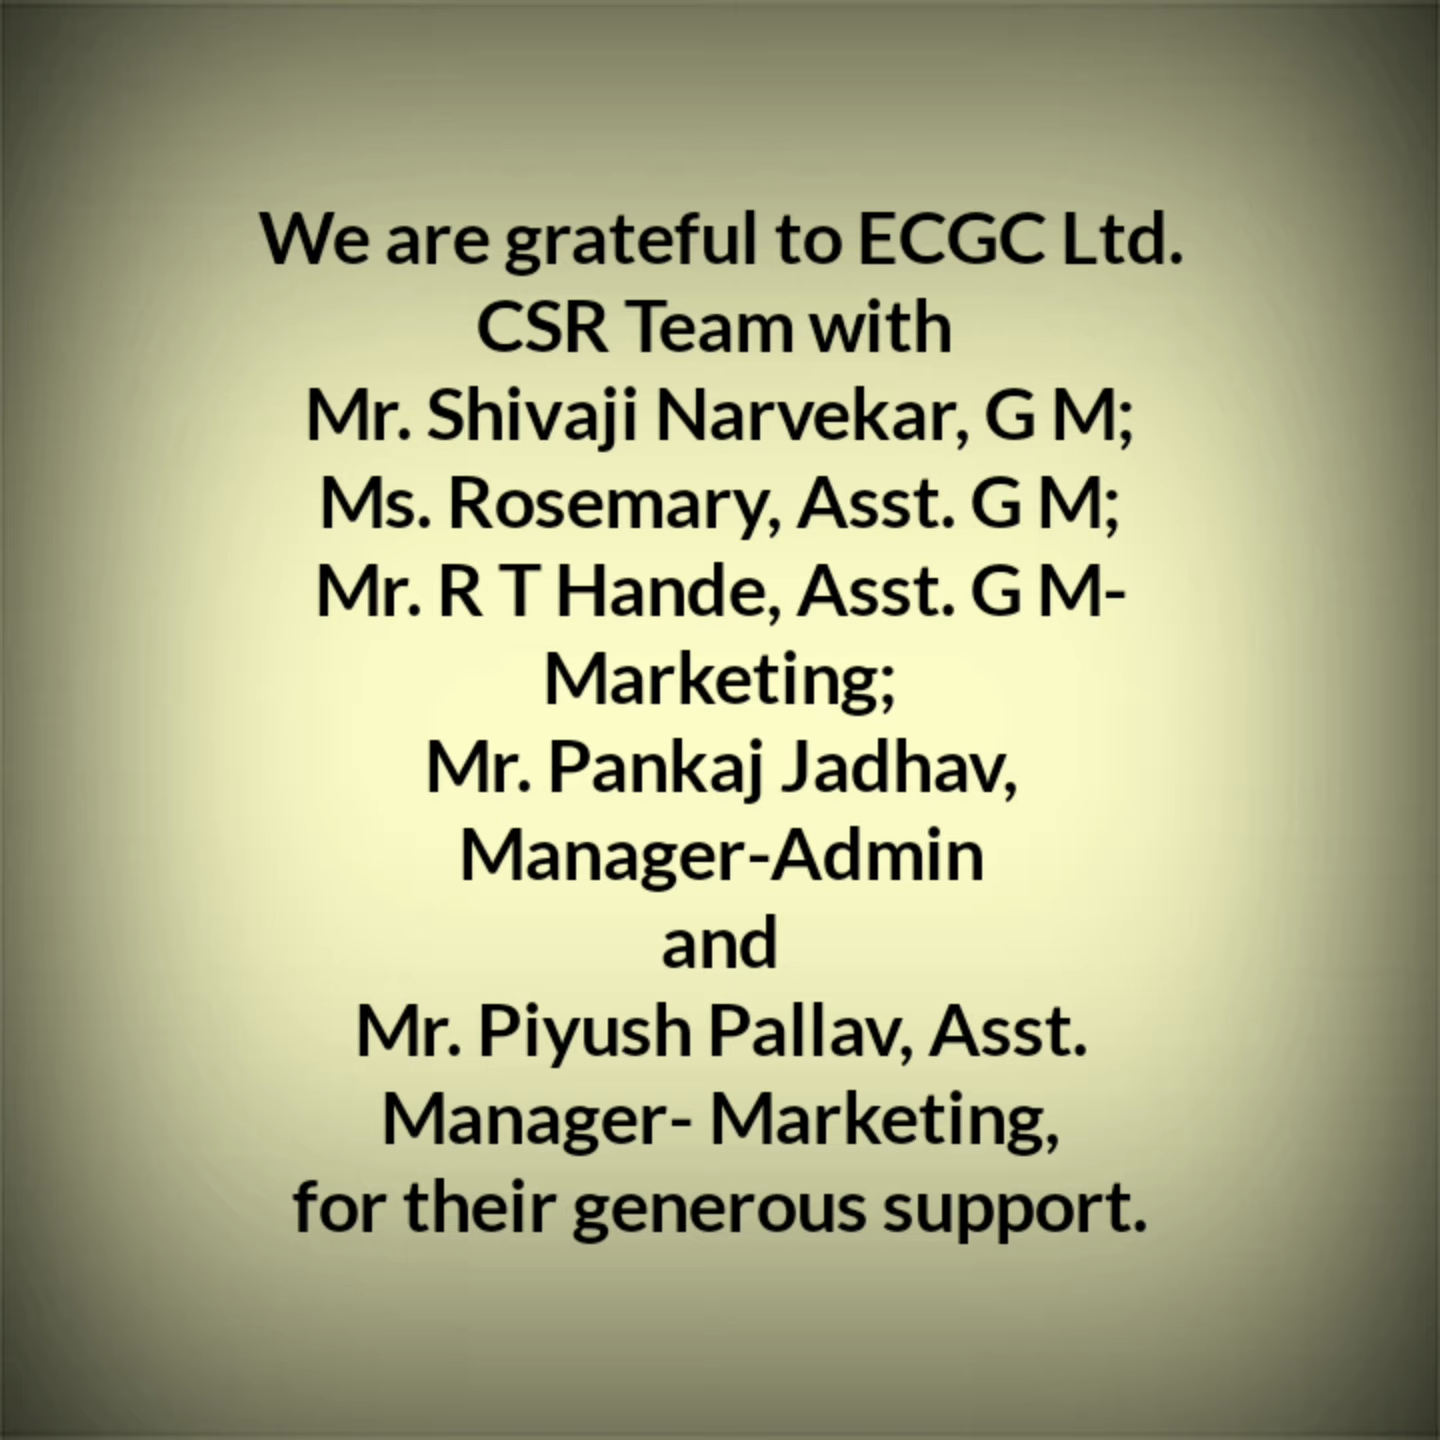 We are grateful to ECGC Ltd.
CSR Team with
Mr. Shivaji Narvekar, G M;
Ms. Rosemary, Asst. G M;
Mr. R T Hande, Asst. G M-
Marketing;
Mr. Pankaj Jadhav,
Manager-Admin
and
Mr. Piyush Pallav, Asst.
Manager- Marketing,
for their generous support.